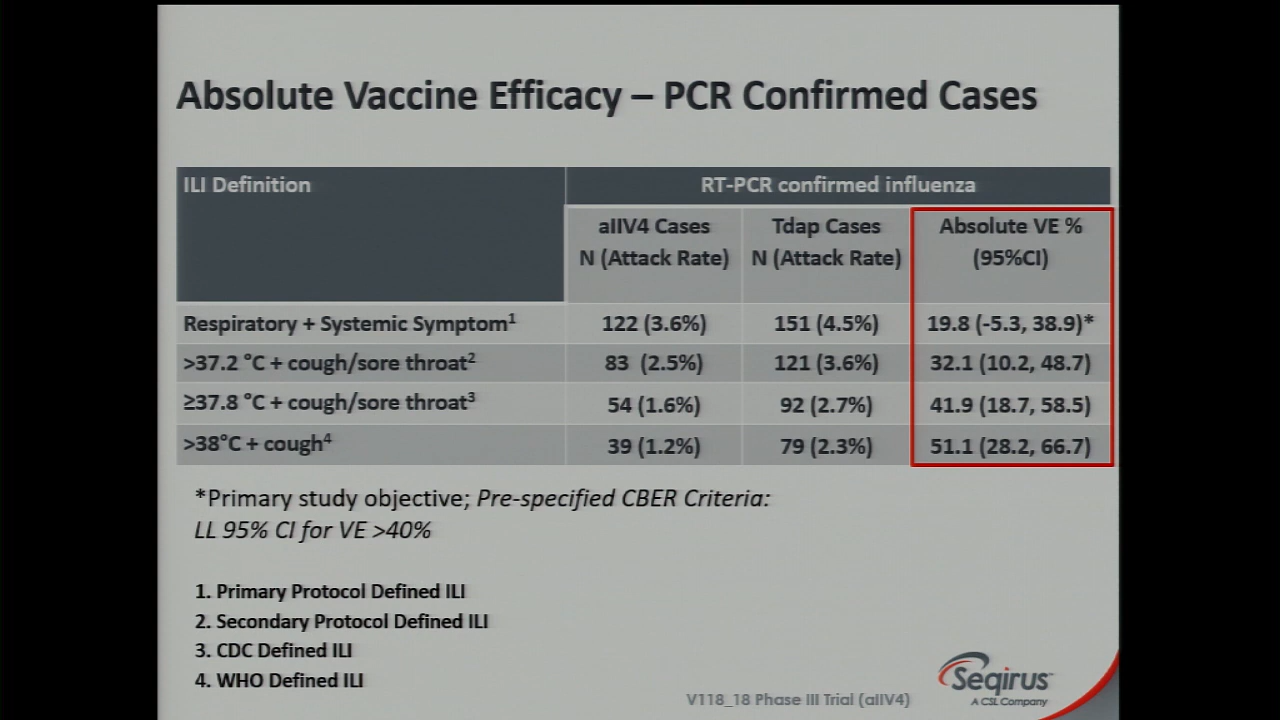 Absolute Vaccine Efficacy – PCR Confirmed Cases
ILI Definition
RT-PCR confirmed influenza
aIIV4 Cases
N (Attack Rate)
Tdap Cases
N (Attack Rate)
Absolute VE %
(95%CI)
Respiratory + Systemic Symptom¹ 122 (3.6%) 151 (4.5%) 19.8 (-5.3, 38.9)*
>37.2 °C + cough/sore throat² 83 (2.5%) 121 (3.6%) 32.1 (10.2, 48.7)
≥37.8 °C + cough/sore throat³ 54 (1.6%) 92 (2.7%) 41.9 (18.7, 58.5)
>38°C + cough⁴ 39 (1.2%) 79 (2.3%) 51.1 (28.2, 66.7)
*Primary study objective; Pre-specified CBER Criteria:
LL 95% CI for VE >40%
1. Primary Protocol Defined ILI
2. Secondary Protocol Defined ILI
3. CDC Defined ILI
4. WHO Defined ILI
V118_18 Phase III Trial (aIIV4)
Seqirus
A CSL Company